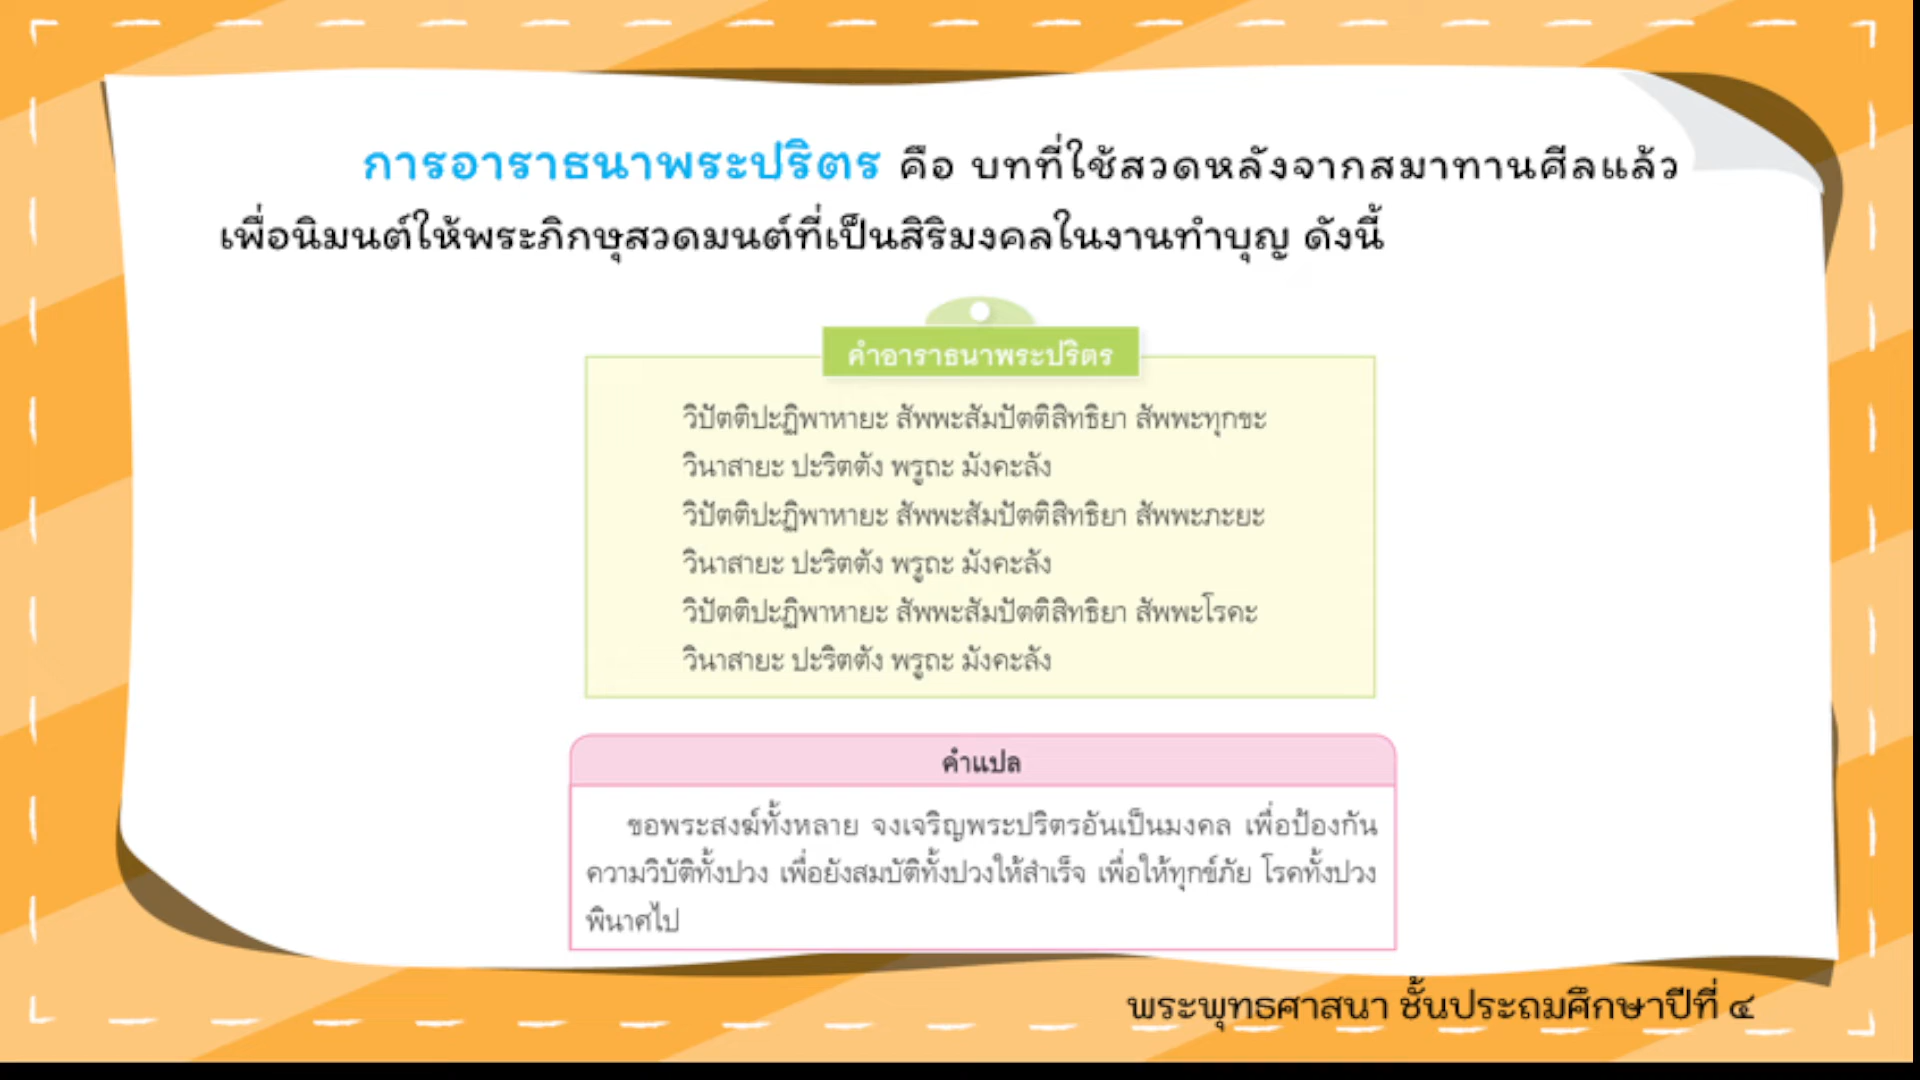 การอาราธนาพระปริตร คือ บทที่ใช้สวดหลังจากสมาทานศีลแล้ว
เพื่อนิมนต์ให้พระภิกษุสวดมนต์ที่เป็นสิริมงคลในงานทำบุญ ดังนี้
คำอาราธนาพระปริตร
วิปัตติปะฏิพาหายะ สัพพะสัมปัตติสิทธิยา สัพพะทุกขะ
วินาสายะ ปะริตตัง พรูถะ มังคะลัง
วิปัตติปะฏิพาหายะ สัพพะสัมปัตติสิทธิยา สัพพะภะยะ
วินาสายะ ปะริตตัง พรูถะ มังคะลัง
วิปัตติปะฏิพาหายะ สัพพะสัมปัตติสิทธิยา สัพพะโรคะ
วินาสายะ ปะริตตัง พรูถะ มังคะลัง
คำแปล
ขอพระสงฆ์ทั้งหลาย จงเจริญพระปริตรอันเป็นมงคล เพื่อป้องกัน
ความวิบัติทั้งปวง เพื่อยังสมบัติทั้งปวงให้สำเร็จ เพื่อให้ทุกข์ภัย โรคทั้งปวง
พินาศไป
พระพุทธศาสนา ชั้นประถมศึกษาปีที่ ๔